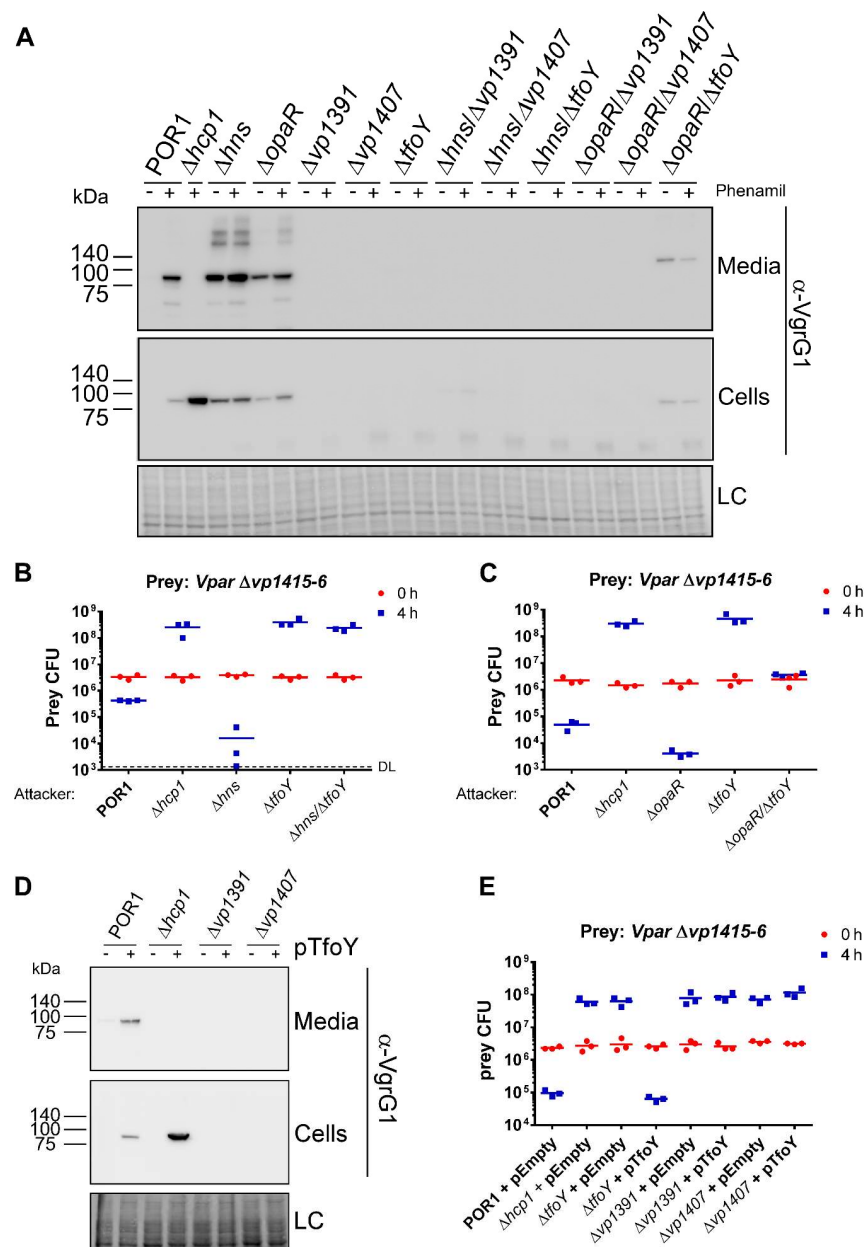 A
POR1 Δhcp1 Δhns ΔopaR Δvp1391 Δvp1407 ΔtfoY Δhns/Δvp1391 Δhns/Δvp1407 Δhns/ΔtfoY ΔopaR/Δvp1391 ΔopaR/Δvp1407 ΔopaR/ΔtfoY
kDa - + + - + - + - + - + - + - + - + - + - + - + - + Phenamil
140
100
75
Media
140
100
75
Cells
α-VgrG1
LC
B
Prey: Vpar Δvp1415-6
0 h
4 h
Prey CFU
10^9
10^8
10^7
10^6
10^5
10^4
10^3
DL
Attacker: POR1 Δhcp1 Δhns ΔtfoY Δhns/ΔtfoY
C
Prey: Vpar Δvp1415-6
0 h
4 h
Prey CFU
10^9
10^8
10^7
10^6
10^5
10^4
10^3
Attacker: POR1 Δhcp1 ΔopaR ΔtfoY ΔopaR/ΔtfoY
D
POR1 Δhcp1 Δvp1391 Δvp1407
- + - + - + - + pTfoY
kDa
140
100
75
Media
140
100
75
Cells
α-VgrG1
LC
E
Prey: Vpar Δvp1415-6
0 h
4 h
prey CFU
10^9
10^8
10^7
10^6
10^5
10^4
POR1 + pEmpty
Δhcp1 + pEmpty
ΔtfoY + pEmpty
ΔtfoY + pTfoY
Δvp1391 + pEmpty
Δvp1391 + pTfoY
Δvp1407 + pEmpty
Δvp1407 + pTfoY